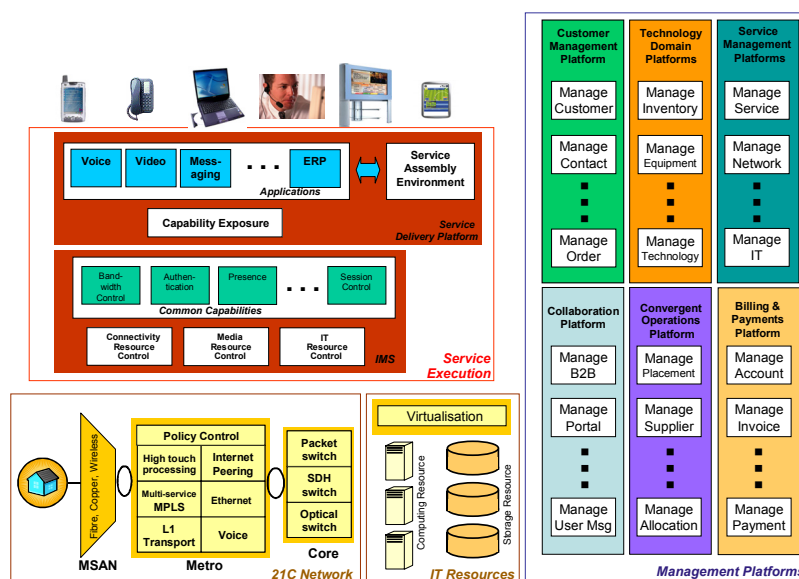 Voice
Video
Mess-
aging
ERP
Applications
Service
Assembly
Environment
Capability Exposure
Service
Delivery Platform
Band-
width
Control
Authen-
tication
Presence
Session
Control
Common Capabilities
Connectivity
Resource
Control
Media
Resource
Control
IT
Resource
Control
IMS
Service
Execution
Fibre, Copper, Wireless
MSAN
Policy Control
High touch
processing
Internet
Peering
Multi-service
MPLS
Ethernet
L1
Transport
Voice
Metro
Packet
switch
SDH
switch
Optical
switch
Core
21C Network
Virtualisation
Computing Resource
Storage Resource
IT Resources
Customer
Management
Platform
Manage
Customer
Manage
Contact
Manage
Order
Technology
Domain
Platforms
Manage
Inventory
Manage
Equipment
Manage
Technology
Service
Management
Platforms
Manage
Service
Manage
Network
Manage
IT
Collaboration
Platform
Manage
B2B
Manage
Portal
Manage
User Msg
Convergent
Operations
Platform
Manage
Placement
Manage
Supplier
Manage
Allocation
Billing &
Payments
Platform
Manage
Account
Manage
Invoice
Manage
Payment
Management Platforms